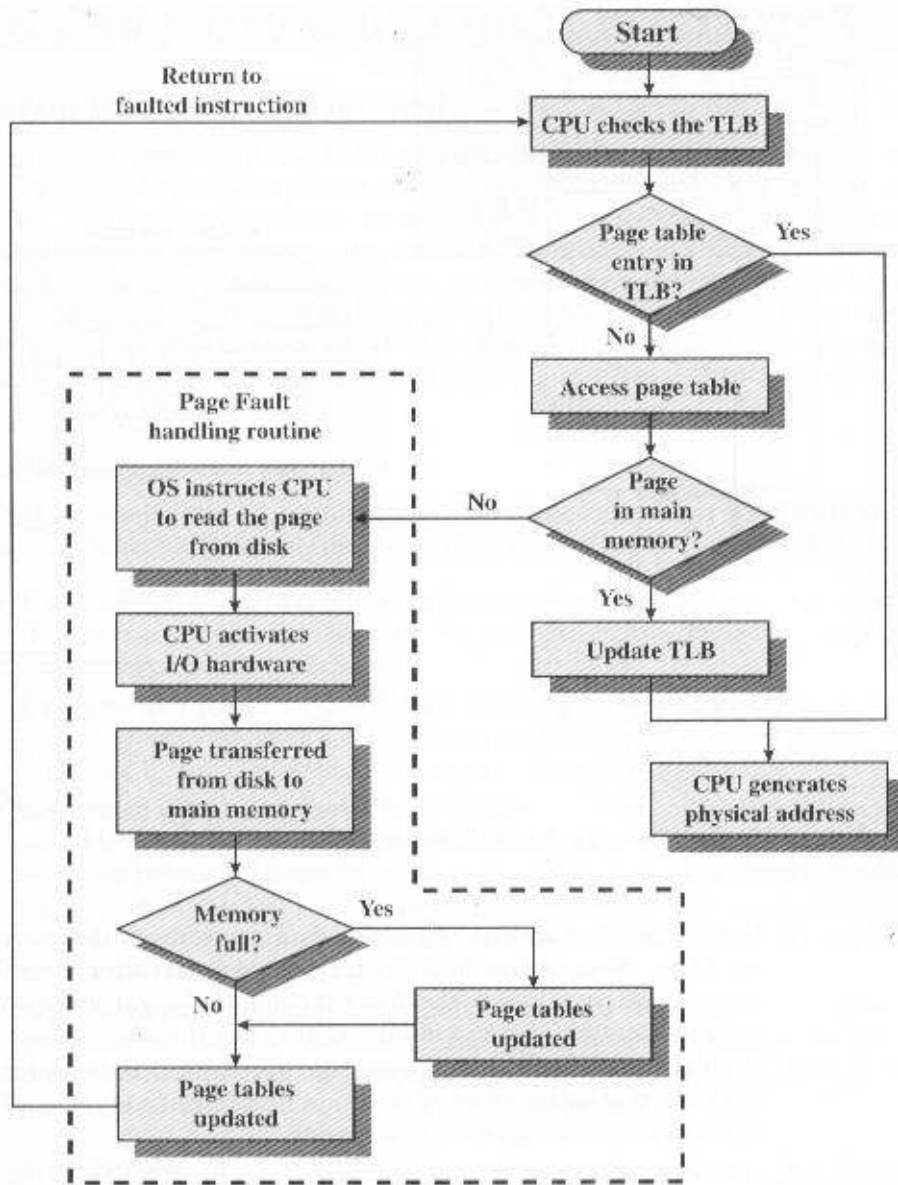 Start
Return to
faulted instruction
CPU checks the TLB
Page table
entry in
TLB?
Yes
No
Access page table
Page Fault
handling routine
OS instructs CPU
to read the page
from disk
No
Page
in main
memory?
Yes
CPU activates
I/O hardware
Update TLB
Page transferred
from disk to
main memory
CPU generates
physical address
Memory
full?
Yes
No
Page tables
updated
Page tables
updated